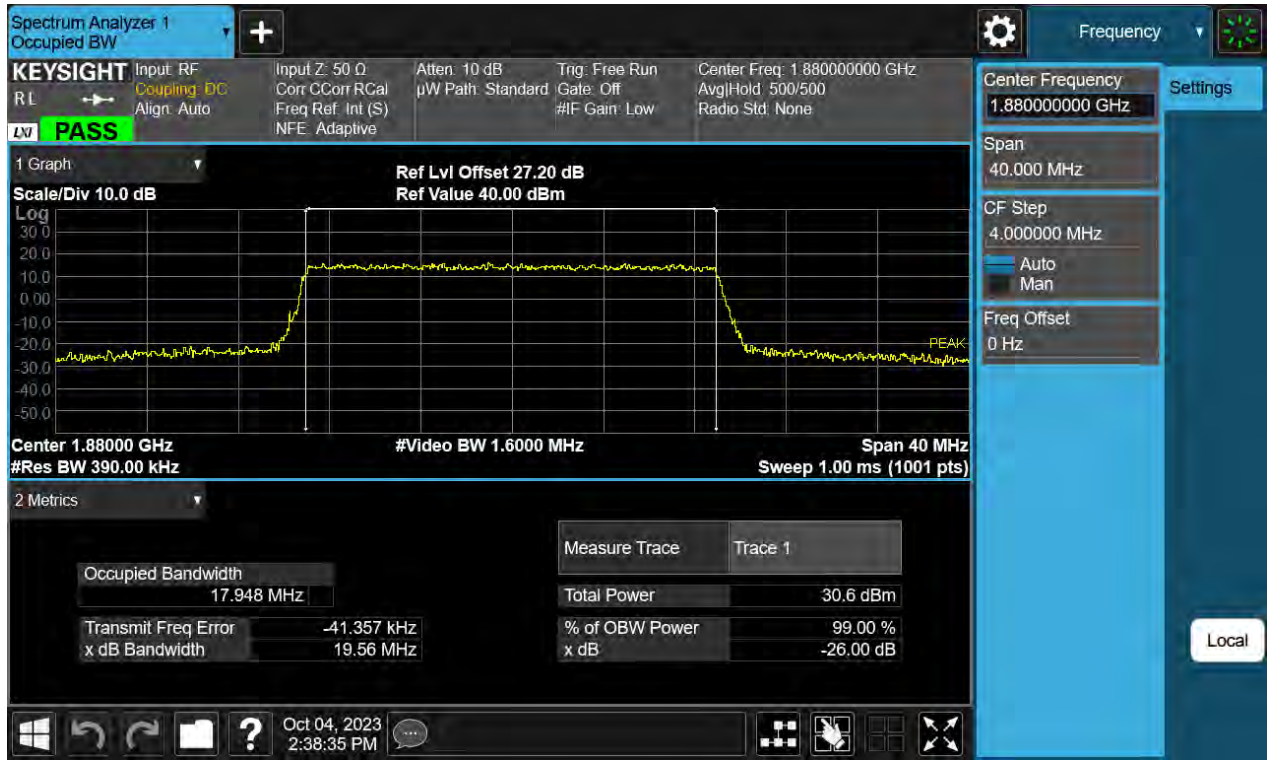 Spectrum Analyzer 1
Occupied BW
+
Frequency
KEYSIGHT
RL
LXI
PASS
Input: RF
Coupling: DC
Align: Auto
Input Z: 50 Ω
Corr CCorr RCal
Freq Ref: Int (S)
NFE: Adaptive
Atten: 10 dB
µW Path: Standard
Trig: Free Run
Gate: Off
#IF Gain: Low
Center Freq: 1.880000000 GHz
Avg|Hold: 500/500
Radio Std: None
1 Graph
Scale/Div 10.0 dB
Ref Lvl Offset 27.20 dB
Ref Value 40.00 dBm
Log
30.0
20.0
10.0
0.00
-10.0
-20.0
-30.0
-40.0
-50.0
PEAK
Center 1.88000 GHz
#Video BW 1.6000 MHz
Span 40 MHz
#Res BW 390.00 kHz
Sweep 1.00 ms (1001 pts)
2 Metrics
Measure Trace Trace 1
Occupied Bandwidth
17.948 MHz
Total Power 30.6 dBm
Transmit Freq Error -41.357 kHz
% of OBW Power 99.00 %
x dB Bandwidth 19.56 MHz
x dB -26.00 dB
Center Frequency
1.880000000 GHz
Settings
Span
40.000 MHz
CF Step
4.000000 MHz
Auto
Man
Freq Offset
0 Hz
Local
?
Oct 04, 2023
2:38:35 PM